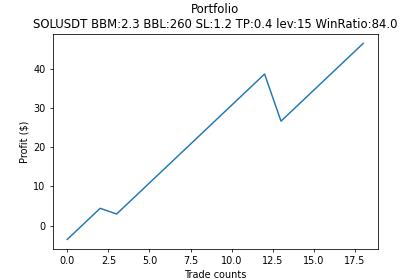 Portfolio
SOLUSDT BBM:2.3 BBL:260 SL:1.2 TP:0.4 lev:15 WinRatio:84.0
Profit ($)
40
30
20
10
0
0.0 2.5 5.0 7.5 10.0 12.5 15.0 17.5
Trade counts